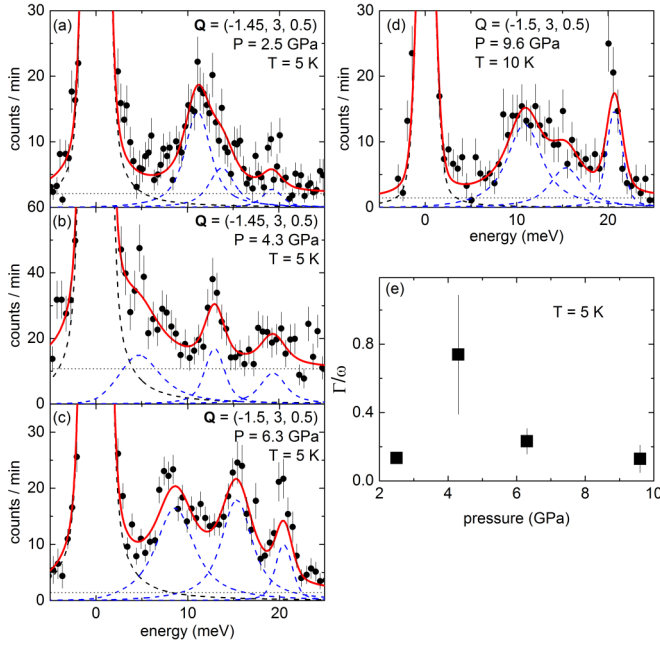 (a)
Q = (-1.45, 3, 0.5)
P = 2.5 GPa
T = 5 K
counts / min
30
20
10
60
(b)
Q = (-1.45, 3, 0.5)
P = 4.3 GPa
T = 5K
counts / min
40
20
0
(c)
Q = (-1.5, 3, 0.5)
P = 6.3 GPa
T = 5K
counts / min
30
20
10
0
0
10
20
energy (meV)
(d)
Q = (-1.5, 3, 0.5)
P = 9.6 GPa
T = 10 K
counts / min
30
20
10
0
0
10
20
energy (meV)
(e)
T = 5 K
Γ/ω
0.8
0.4
0.0
2
4
6
8
10
pressure (GPa)